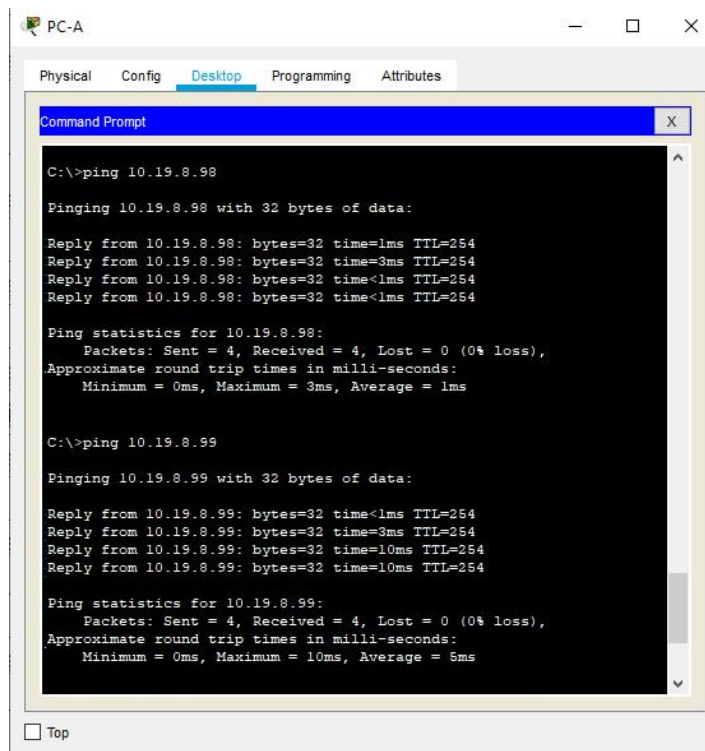 PC-A
Physical Config Desktop Programming Attributes
Command Prompt
X
C:\>ping 10.19.8.98
Pinging 10.19.8.98 with 32 bytes of data:
Reply from 10.19.8.98: bytes=32 time=1ms TTL=254
Reply from 10.19.8.98: bytes=32 time=3ms TTL=254
Reply from 10.19.8.98: bytes=32 time<1ms TTL=254
Reply from 10.19.8.98: bytes=32 time<1ms TTL=254
Ping statistics for 10.19.8.98:
Packets: Sent = 4, Received = 4, Lost = 0 (0% loss),
Approximate round trip times in milli-seconds:
Minimum = 0ms, Maximum = 3ms, Average = 1ms
C:\>ping 10.19.8.99
Pinging 10.19.8.99 with 32 bytes of data:
Reply from 10.19.8.99: bytes=32 time<1ms TTL=254
Reply from 10.19.8.99: bytes=32 time=3ms TTL=254
Reply from 10.19.8.99: bytes=32 time=10ms TTL=254
Reply from 10.19.8.99: bytes=32 time=10ms TTL=254
Ping statistics for 10.19.8.99:
Packets: Sent = 4, Received = 4, Lost = 0 (0% loss),
Approximate round trip times in milli-seconds:
Minimum = 0ms, Maximum = 10ms, Average = 5ms
Top